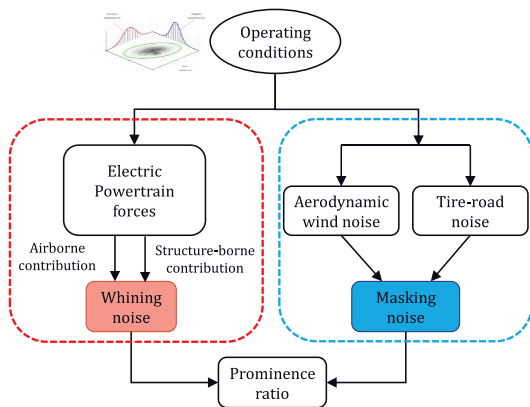 Operating
conditions
Electric
Powertrain
forces
Aerodynamic
wind noise
Tire-road
noise
Airborne
contribution
Structure-borne
contribution
Whining
noise
Masking
noise
Prominence
ratio